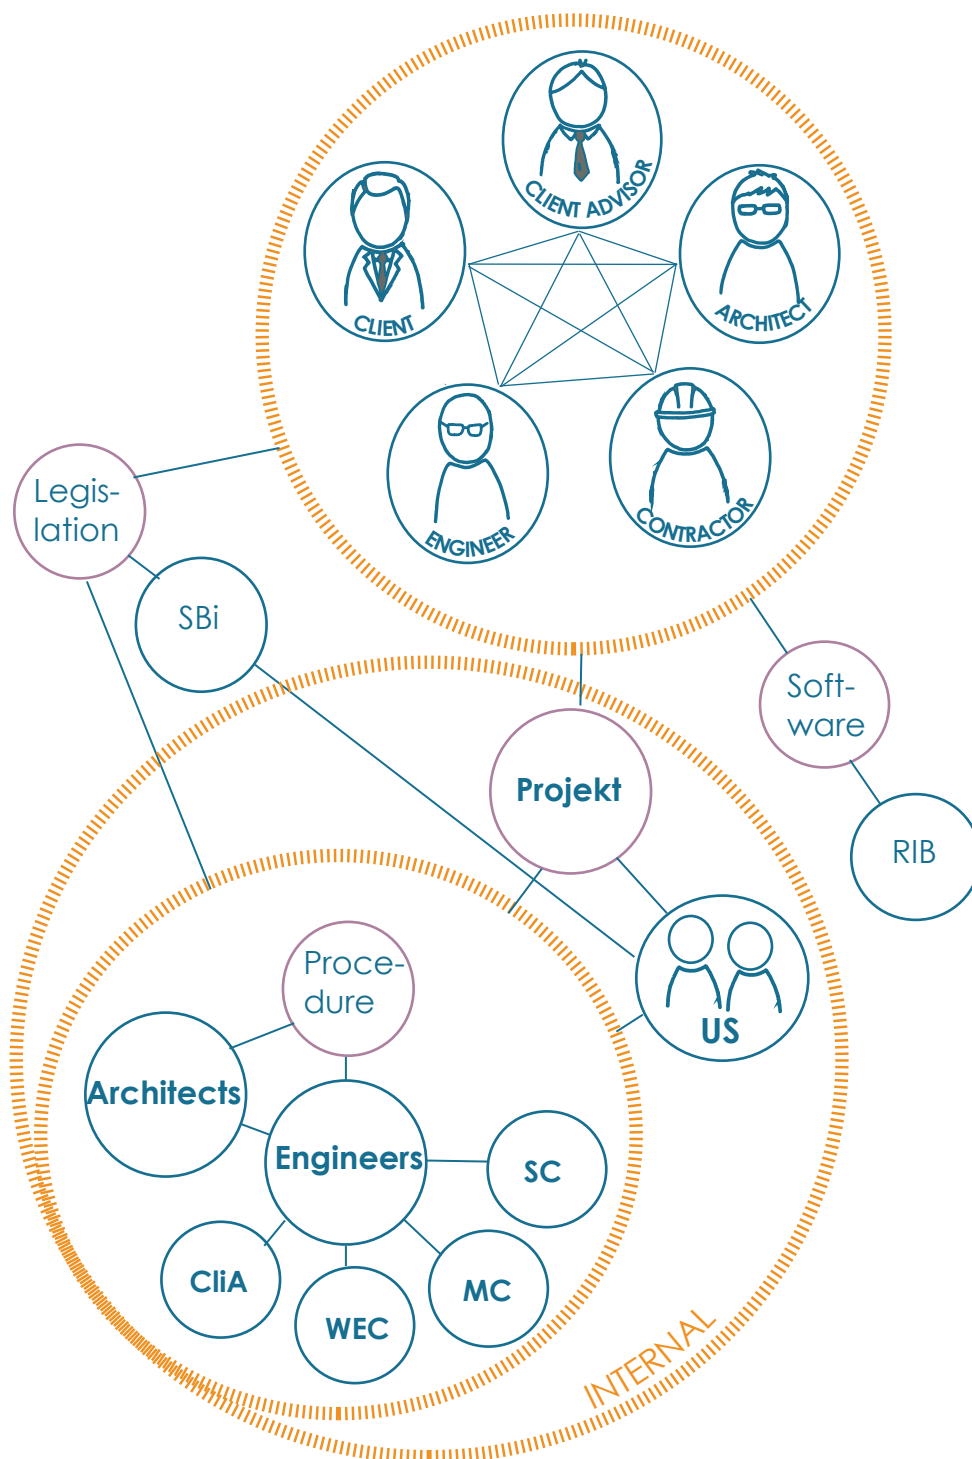 CLIENT ADVISOR
CLIENT
ARCHITECT
ENGINEER
CONTRACTOR
Legis-
lation
SBi
Soft-
ware
Projekt
RIB
Proce-
dure
US
Architects
Engineers
SC
CliA
MC
WEC
INTERNAL